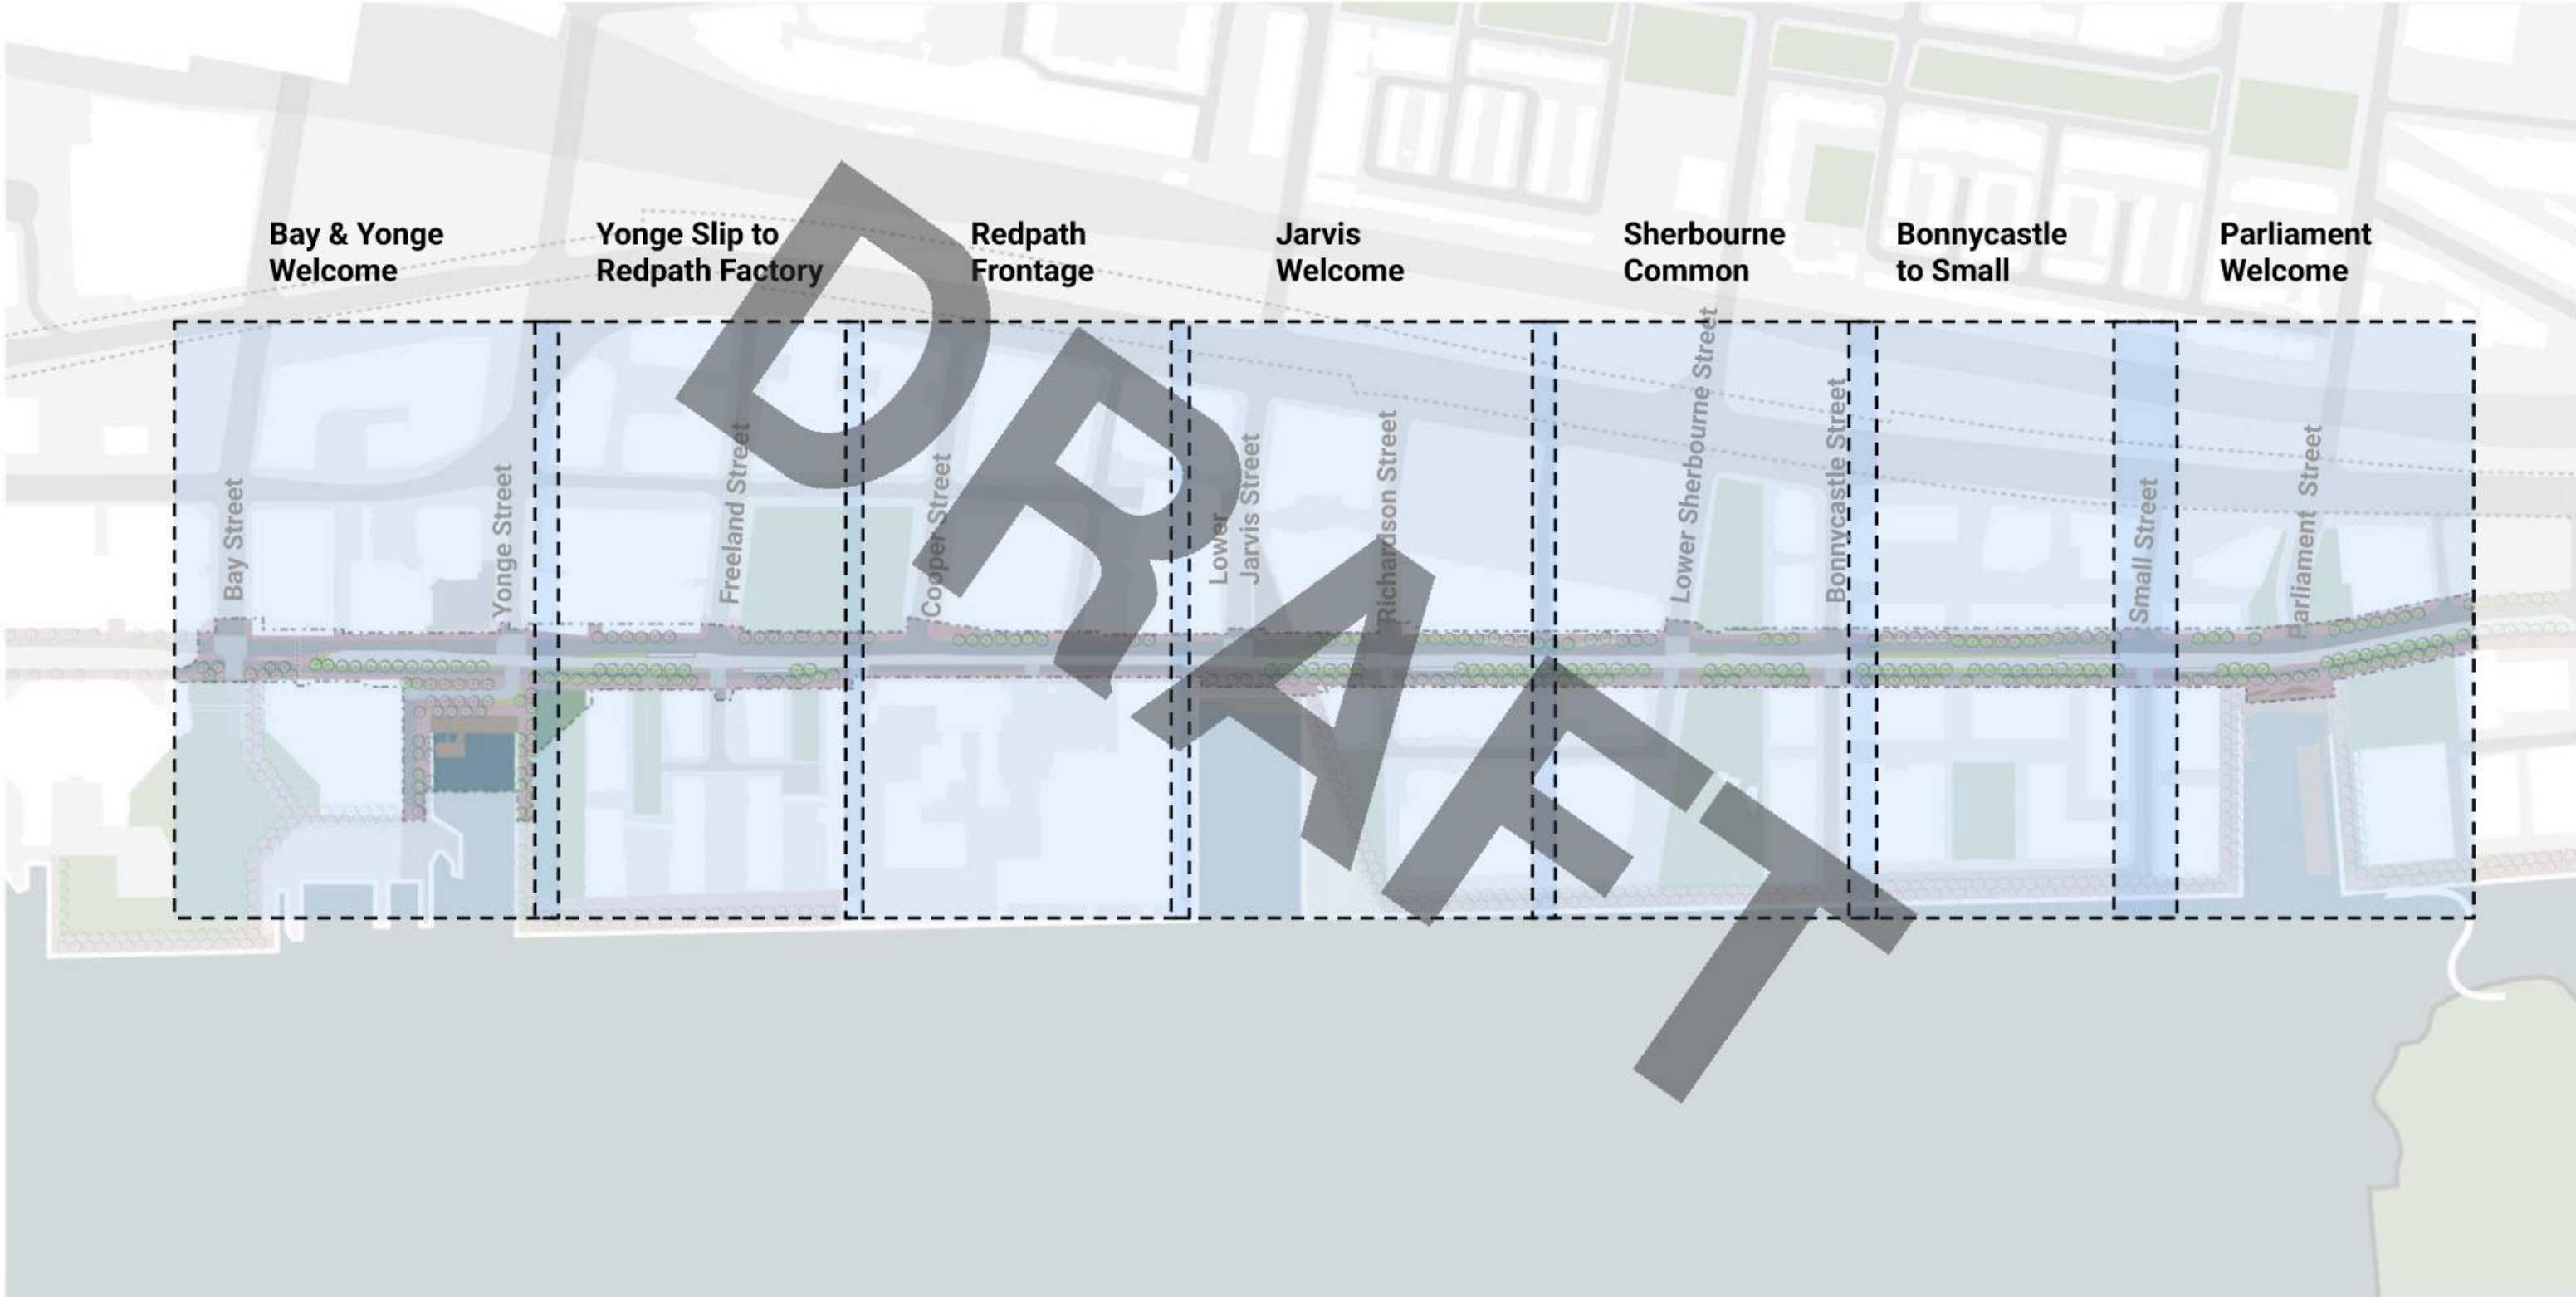 Bay & Yonge
Welcome
Yonge Slip to
Redpath Factory
Redpath
Frontage
Jarvis
Welcome
Sherbourne
Common
Bonnycastle
to Small
Parliament
Welcome
Bay Street
Yonge Street
Freeland Street
Cooper Street
Lower
Jarvis Street
Richardson Street
Lower Sherbourne Street
Bonnycastle Street
Small Street
Parliament Street
DRAFT